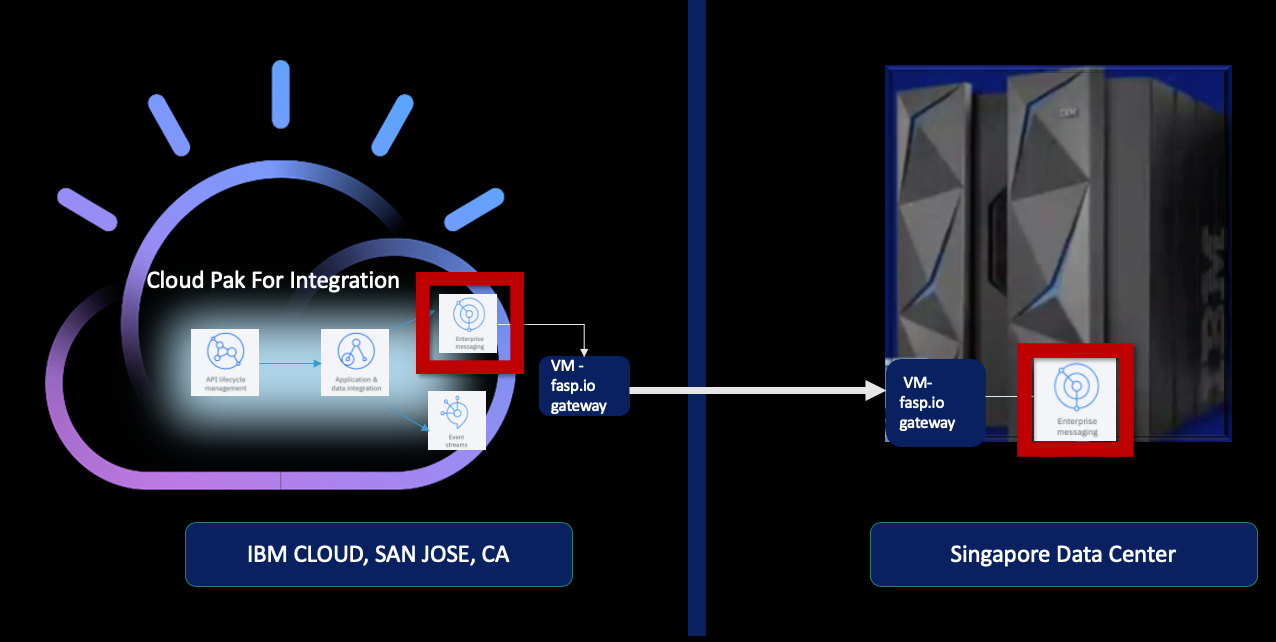 Cloud Pak For Integration
API lifecycle
management
Application &
data integration
Enterprise
messaging
Event
streams
VM -
fasp.io
gateway
IBM CLOUD, SAN JOSE, CA
IBM
IBM
VM-
fasp.io
gateway
Enterprise
messaging
Singapore Data Center